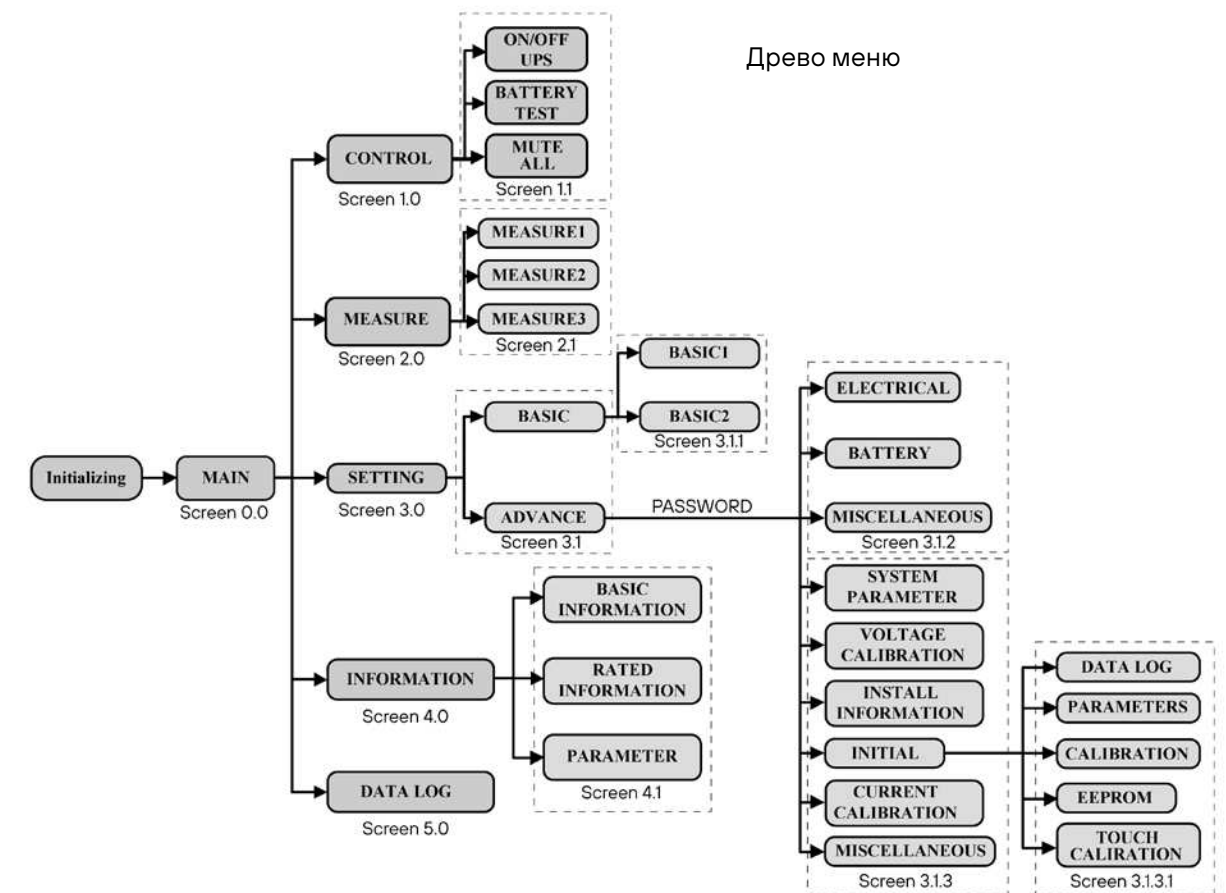 Древо меню
ON/OFF
UPS
BATTERY
TEST
MUTE
ALL
Screen 1.1
CONTROL
Screen 1.0
MEASURE1
MEASURE2
MEASURE3
Screen 2.1
MEASURE
Screen 2.0
BASIC1
BASIC2
Screen 3.1.1
BASIC
ADVANCE
Screen 3.1
PASSWORD
Initializing
MAIN
Screen 0.0
SETTING
Screen 3.0
ELECTRICAL
BATTERY
MISCELLANEOUS
Screen 3.1.2
BASIC
INFORMATION
RATED
INFORMATION
PARAMETER
Screen 4.1
INFORMATION
Screen 4.0
DATA LOG
Screen 5.0
SYSTEM
PARAMETER
VOLTAGE
CALIBRATION
INSTALL
INFORMATION
INITIAL
CURRENT
CALIBRATION
MISCELLANEOUS
Screen 3.1.3
DATA LOG
PARAMETERS
CALIBRATION
EEPROM
TOUCH
CALIRATION
Screen 3.1.3.1